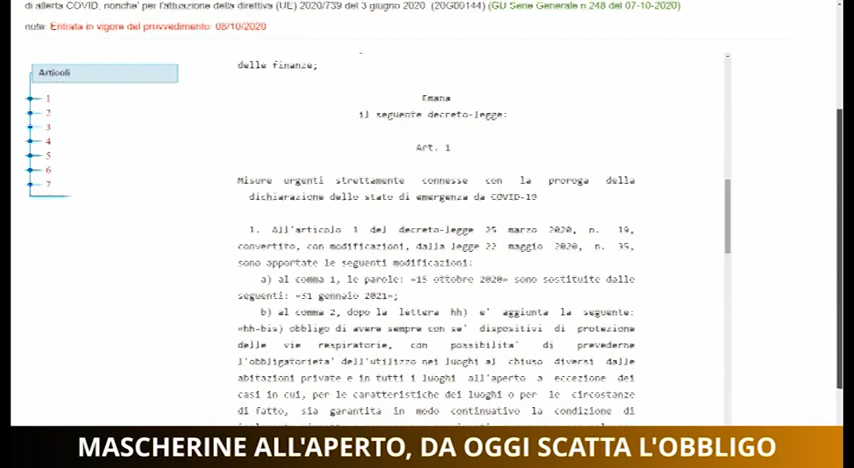 di allerta COVID, nonche' per l'attuazione della direttiva (UE) 2020/739 del 3 giugno 2020. (20G00144) (GU Serie Generale n.248 del 07-10-2020)
note: Entrata in vigore del provvedimento: 08/10/2020
Articoli
1
2
3
4
5
6
7
delle finanze;
Emana
il seguente decreto-legge:
Art. 1
Misure urgenti strettamente connesse con la proroga della
dichiarazione dello stato di emergenza da COVID-19
1. All'articolo 1 del decreto-legge 25 marzo 2020, n. 19,
convertito, con modificazioni, dalla legge 22 maggio 2020, n. 35,
sono apportate le seguenti modificazioni:
a) al comma 1, le parole: «15 ottobre 2020» sono sostituite dalle
seguenti: «31 gennaio 2021»;
b) al comma 2, dopo la lettera hh) e' aggiunta la seguente:
«hh-bis) obbligo di avere sempre con se' dispositivi di protezione
delle vie respiratorie, con possibilita' di prevederne
l'obbligatorieta' dell'utilizzo nei luoghi al chiuso diversi dalle
abitazioni private e in tutti i luoghi all'aperto a eccezione dei
casi in cui, per le caratteristiche dei luoghi o per le circostanze
di fatto, sia garantita in modo continuativo la condizione di
MASCHERINE ALL'APERTO, DA OGGI SCATTA L'OBBLIGO